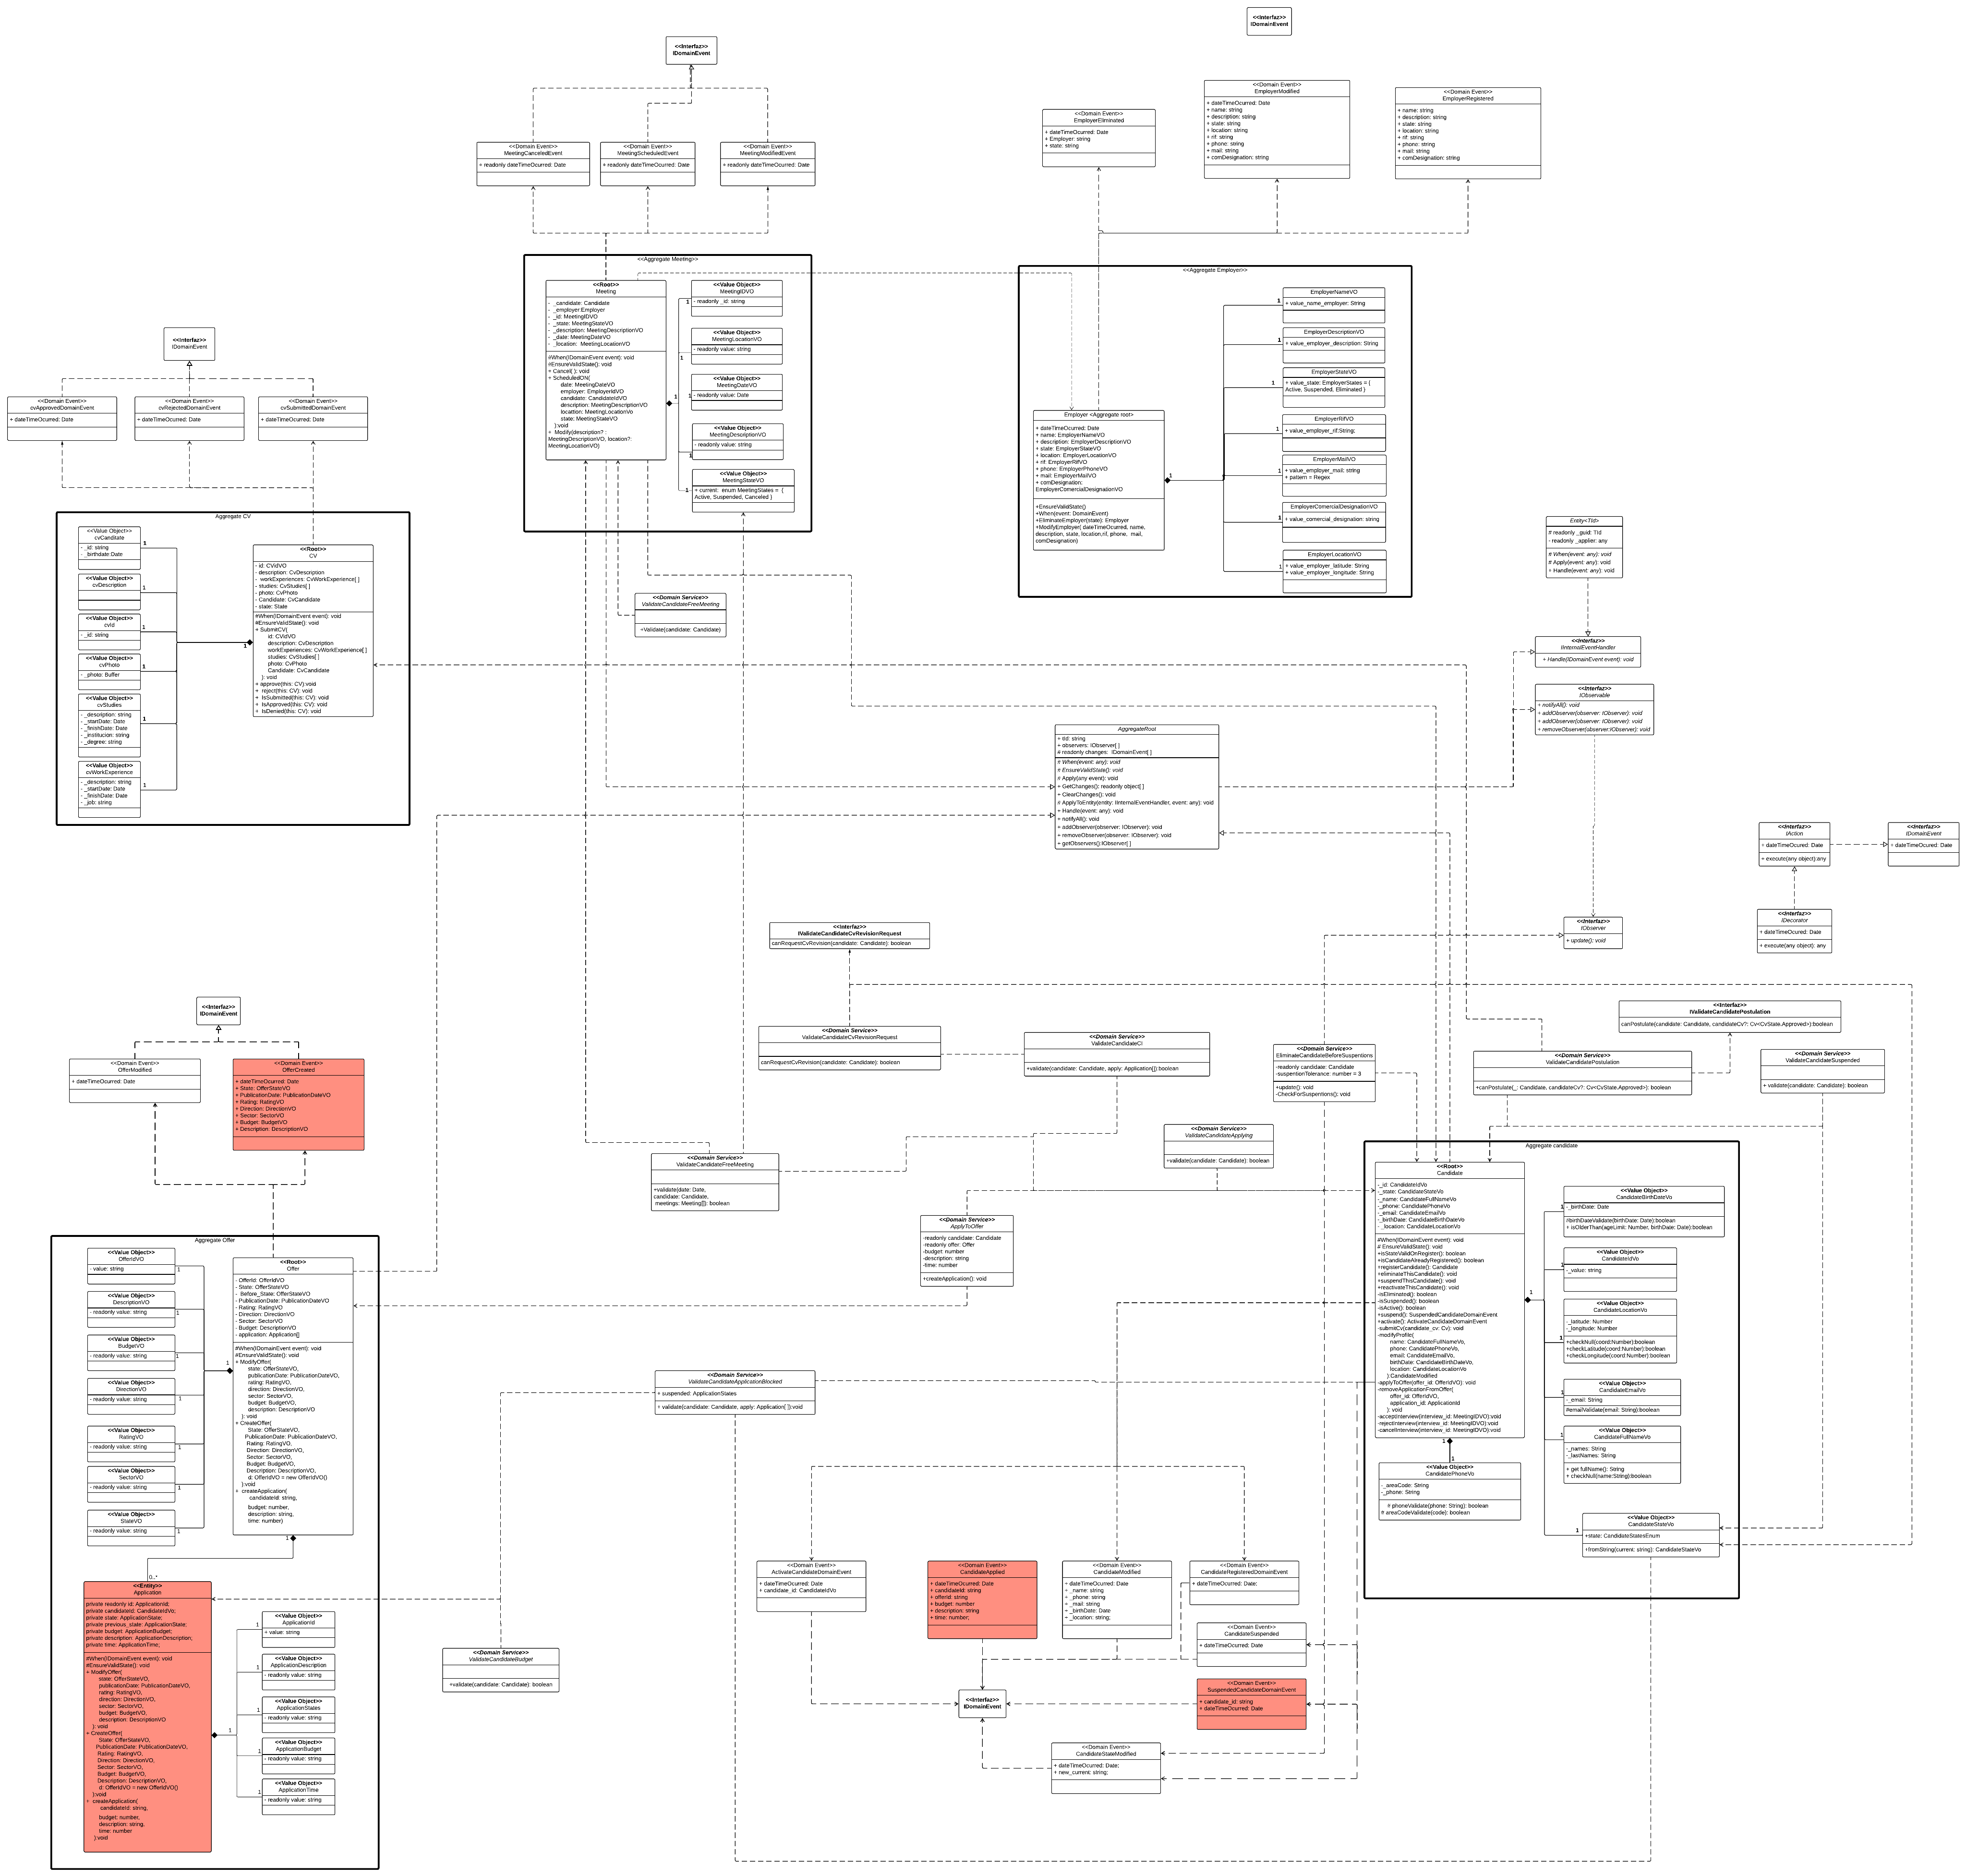 <<Interfaz>>
IDomainEvent
<<Interfaz>>
IDomainEvent
<<Domain Event>>
MeetingCanceledEvent
+ readonly dateTimeOcurred: Date
<<Domain Event>>
MeetingScheduledEvent
+ readonly dateTimeOcurred: Date
<<Domain Event>>
MeetingModifiedEvent
+ readonly dateTimeOcurred: Date
<<Domain Event>>
EmployerEliminated
+ dateTimeOcurred: Date
+ Employer: string
+ state: string
<<Domain Event>>
EmployerModified
+ dateTimeOcurred: Date
+ name: string
+ description: string
+ state: string
+ location: string
+ rif: string
+ phone: string
+ mail: string
+ comDesignation: string
<<Domain Event>>
EmployerRegistered
+ name: string
+ description: string
+ state: string
+ location: string
+ rif: string
+ phone: string
+ mail: string
+ comDesignation: string
<<Aggregate Meeting>>
<<Root>>
Meeting
- _candidate: Candidate
- _employer:Employer
- _id: MeetingIDVO
- _state: MeetingStateVO
- _description: MeetingDescriptionVO
- _date: MeetingDateVO
- _location: MeetingLocationVO
#When(IDomainEvent event): void
#EnsureValidState(): void
+ Cancel( ): void
+ ScheduledON(
date: MeetingDateVO
employer: EmployerIdVO
candidate: CandidateIdVO
description: MeetingDescriptionVO
location: MeetingLocationVo
state: MeetingStateVO
):void
+ Modify(description? :
MeetingDescriptionVO, location?:
MeetingLocationVO)
<<Value Object>>
MeetingIDVO
- readonly _id: string
<<Value Object>>
MeetingLocationVO
- readonly value: string
<<Value Object>>
MeetingDateVO
- readonly value: Date
<<Value Object>>
MeetingDescriptionVO
- readonly value: string
<<Value Object>>
MeetingStateVO
+ current: enum MeetingStates = {
Active, Suspended, Canceled }
1
1
1
1
1
1
<<Aggregate Employer>>
Employer <Aggregate root>
+ dateTimeOcurred: Date
+ name: EmployerNameVO
+ description: EmployerDescriptionVO
+ state: EmployerStateVO
+ location: EmployerLocationVO
+ rif: EmployerRifVO
+ phone: EmployerPhoneVO
+ mail: EmployerMailVO
+ comDesignation:
EmployerComercialDesignationVO
+EnsureValidState()
+When(event: DomainEvent)
+EliminateEmployer(state): Employer
+ModifyEmployer( dateTimeOcurred, name,
description, state, location,rif, phone, mail,
comDesignation)
EmployerNameVO
+ value_name_employer: String
EmployerDescriptionVO
+ value_employer_description: String
EmployerStateVO
+ value_state: EmployerStates = {
Active, Suspended, Eliminated }
EmployerRifVO
+ value_employer_rif:String;
EmployerMailVO
+ value_employer_mail: string
+ pattern = Regex
EmployerComercialDesignationVO
+ value_comercial_designation: string
EmployerLocationVO
+ value_employer_latitude: String
+ value_employer_longitude: String
1
1
1
1
1
1
1
1
<<Interfaz>>
IDomainEvent
<<Domain Event>>
cvApprovedDomainEvent
+ dateTimeOcurred: Date
<<Domain Event>>
cvRejectedDomainEvent
+ dateTimeOcurred: Date
<<Domain Event>>
cvSubmittedDomainEvent
+ dateTimeOcurred: Date
Aggregate CV
<<Value Object>>
cvCanditate
- _id: string
- _birthdate:Date
<<Value Object>>
cvDescription
<<Value Object>>
cvId
- _id: string
<<Value Object>>
cvPhoto
- _photo: Buffer
<<Value Object>>
cvStudies
- _description: string
- _startDate: Date
- _finishDate: Date
- _institucion: string
- _degree: string
<<Value Object>>
cvWorkExperience
- _description: string
- _startDate: Date
- _finishDate: Date
- _job: string
1
1
1
1
1
1
1
<<Root>>
CV
- id: CVIdVO
- description: CvDescription
- workExperiences: CvWorkExperience[ ]
- studies: CvStudies[ ]
- photo: CvPhoto
- Candidate: CvCandidate
- state: State
#When(IDomainEvent event): void
#EnsureValidState(): void
+ SubmitCV(
id: CVIdVO
description: CvDescription
workExperiences: CvWorkExperience[ ]
studies: CvStudies[ ]
photo: CvPhoto
Candidate: CvCandidate
): void
+ approve(this: CV):void
+ reject(this: CV): void
+ IsSubmitted(this: CV): void
+ IsApproved(this: CV): void
+ IsDenied(this: CV): void
<<Domain Service>>
ValidateCandidateFreeMeeting
+Validate(candidate: Candidate)
Entity<TId>
# readonly _guid: TId
- readonly _applier: any
# When(event: any): void
# Apply(event: any): void
+ Handle(event: any): void
<<Interfaz>>
IInternalEventHandler
+ Handle(IDomainEvent event): void
<<Interfaz>>
IObservable
+ notifyAll(): void
+ addObserver(observer: IObserver): void
+ addObserver(observer: IObserver): void
+ removeObserver(observer:IObserver): void
AggregateRoot
+ tId: string
+ observers: IObserver[ ]
# readonly changes: IDomainEvent[ ]
# When(event: any): void
# EnsureValidState(): void
# Apply(any event): void
+ GetChanges(): readonly object[ ]
+ ClearChanges(): void
# ApplyToEntity(entity: IInternalEventHandler, event: any): void
+ Handle(event: any): void
+ notifyAll(): void
+ addObserver(observer: IObserver): void
+ removeObserver(observer: IObserver): void
+ getObservers():IObserver[ ]
<<Interfaz>>
IAction
+ dateTimeOcured: Date
+ execute(any object):any
<<Interfaz>>
IDomainEvent
+ dateTimeOcured: Date
<<Interfaz>>
IDecorator
+ dateTimeOcured: Date
+ execute(any object): any
<<Interfaz>>
IObserver
+ update(): void
<<Interfaz>>
IValidateCandidateCvRevisionRequest
canRequestCvRevision(candidate: Candidate): boolean
<<Domain Service>>
ValidateCandidateCvRevisionRequest
canRequestCvRevision(candidate: Candidate): boolean
<<Domain Service>>
ValidateCandidateCI
+validate(candidate: Candidate, apply: Application[]):boolean
<<Domain Service>>
EliminateCandidateBeforeSuspentions
-readonly candidate: Candidate
-suspentionTolerance: number = 3
+update(): void
-CheckForSuspentions(): void
<<Interfaz>>
IValidateCandidatePostulation
canPostulate(candidate: Candidate, candidateCv?: Cv<CvState.Approved>):boolean
<<Domain Service>>
ValidateCandidatePostulation
+canPostulate(_: Candidate, candidateCv?: Cv<CvState.Approved>): boolean
<<Domain Service>>
ValidateCandidateSuspended
+ validate(candidate: Candidate): boolean
<<Interfaz>>
IDomainEvent
<<Domain Event>>
OfferModified
+ dateTimeOcurred: Date
<<Domain Event>>
OfferCreated
+ dateTimeOcurred: Date
+ State: OfferStateVO
+ PublicationDate: PublicationDateVO
+ Rating: RatingVO
+ Direction: DirectionVO
+ Sector: SectorVO
+ Budget: BudgetVO
+ Description: DescriptionVO
<<Domain Service>>
ValidateCandidateFreeMeeting
+validate(date: Date,
candidate: Candidate,
meetings: Meeting[]): boolean
<<Domain Service>>
ValidateCandidateApplying
+validate(candidate: Candidate): boolean
<<Domain Service>>
ApplyToOffer
-readonly candidate: Candidate
-readonly offer: Offer
-budget: number
-description: string
-time: number
+createApplication(): void
Aggregate Offer
<<Value Object>>
OfferIdVO
- value: string
<<Value Object>>
DescriptionVO
- readonly value: string
<<Value Object>>
BudgetVO
- readonly value: string
<<Value Object>>
DirectionVO
- readonly value: string
<<Value Object>>
RatingVO
- readonly value: string
<<Value Object>>
SectorVO
- readonly value: string
<<Value Object>>
StateVO
- readonly value: string
1
1
1
1
1
1
1
1
<<Root>>
Offer
- OfferId: OfferIdVO
- State: OfferStateVO
- Before_State; OfferStateVO
- PublicationDate: PublicationDateVO
- Rating: RatingVO
- Direction: DirectionVO
- Sector: SectorVO
- Budget: DescriptionVO
- application: Application[]
#When(IDomainEvent event): void
#EnsureValidState(): void
+ ModifyOffer(
state: OfferStateVO,
publicationDate: PublicationDateVO,
rating: RatingVO,
direction: DirectionVO,
sector: SectorVO,
budget: BudgetVO,
description: DescriptionVO
): void
+ CreateOffer(
State: OfferStateVO,
PublicationDate: PublicationDateVO,
Rating: RatingVO,
Direction: DirectionVO,
Sector: SectorVO,
Budget: BudgetVO,
Description: DescriptionVO,
d: OfferIdVO = new OfferIdVO()
):void
+ createApplication(
candidateId: string,
budget: number,
description: string,
time: number)
1
0..*
<<Entity>>
Application
private readonly id: ApplicationId;
private candidateId: CandidateIdVo;
private state: ApplicationState;
private previous_state: ApplicationState;
private budget: ApplicationBudget;
private description: ApplicationDescription;
private time: ApplicationTime;
#When(IDomainEvent event): void
#EnsureValidState(): void
+ ModifyOffer(
state: OfferStateVO,
publicationDate: PublicationDateVO,
rating: RatingVO,
direction: DirectionVO,
sector: SectorVO,
budget: BudgetVO,
description: DescriptionVO
): void
+ CreateOffer(
State: OfferStateVO,
PublicationDate: PublicationDateVO,
Rating: RatingVO,
Direction: DirectionVO,
Sector: SectorVO,
Budget: BudgetVO,
Description: DescriptionVO,
d: OfferIdVO = new OfferIdVO()
):void
+ createApplication(
candidateId: string,
budget: number,
description: string,
time: number
):void
1
1
1
1
1
1
<<Value Object>>
ApplicationId
+ value: string
<<Value Object>>
ApplicationDescription
- readonly value: string
<<Value Object>>
ApplicationStates
- readonly value: string
<<Value Object>>
ApplicationBudget
- readonly value: string
<<Value Object>>
ApplicationTime
- readonly value: string
<<Domain Service>>
ValidateCandidateApplicationBlocked
+ suspended: ApplicationStates
+ validate(candidate: Candidate, apply: Application[ ]):void
<<Domain Service>>
ValidateCandidateBudget
+validate(candidate: Candidate): boolean
<<Domain Event>>
ActivateCandidateDomainEvent
+ dateTimeOcurred: Date
+ candidate_id: CandidateIdVo
<<Domain Event>>
CandidateApplied
+ dateTimeOcurred: Date
+ candidateId: string
+ offerId: string
+ budget: number
+ description: string
+ time: number;
<<Domain Event>>
CandidateModified
+ dateTimeOcurred: Date
+ _name: string
+ _phone: string
+ _mail: string
+ _birthDate: Date
+ _location: string;
<<Domain Event>>
CandidateRegisteredDomainEvent
+ dateTimeOcurred: Date;
<<Domain Event>>
CandidateSuspended
+ dateTimeOcurred: Date
<<Domain Event>>
SuspendedCandidateDomainEvent
+ candidate_id: string
+ dateTimeOcurred: Date
<<Interfaz>>
IDomainEvent
<<Domain Event>>
CandidateStateModified
+ dateTimeOcurred: Date;
+ new_current: string;
Aggregate candidate
<<Root>>
Candidate
-_id: CandidateIdVo
-_state: CandidateStateVo
-_name: CandidateFullNameVo
-_phone: CandidatePhoneVo
-_email: CandidateEmailVo
-_birthDate: CandidateBirthDateVo
-_location: CandidateLocationVo
#When(IDomainEvent event): void
# EnsureValidState(): void
+isStateValidOnRegister(): boolean
+isCandidateAlreadyRegistered(): boolean
+registerCandidate(): Candidate
+eliminateThisCandidate(): void
+suspendThisCandidate(): void
+reactivateThisCandidate(): void
-isEliminated(): boolean
-isSuspended(): boolean
-isActive(): boolean
+suspend(): SuspendedCandidateDomainEvent
+activate(): ActivateCandidateDomainEvent
-submitCv(candidate_cv: Cv): void
-modifyProfile(
name: CandidateFullNameVo,
phone: CandidatePhoneVo,
email: CandidateEmailVo,
birthDate: CandidateBirthDateVo,
location: CandidateLocationVo
):CandidateModified
-applyToOffer(offer_id: OfferIDVO): void
-removeApplicationFromOffer(
offer_id: OfferIDVO,
application_id: ApplicationId
): void
-acceptInterview(interview_id: MeetingIDVO):void
-rejectInterview(interview_id: MeetingIDVO):void
-cancelInterview(interview_id: MeetingIDVO):void
1
1
<<Value Object>>
CandidatePhoneVo
-_areaCode: String
-_phone: String
# phoneValidate(phone: String): boolean
# areaCodeValidate(code): boolean
<<Value Object>>
CandidateBirthDateVo
-_birthDate: Date
#birthDateValidate(birthDate: Date):boolean
+ isOlderThan(ageLimit: Number, birthDate: Date):boolean
<<Value Object>>
CandidateIdVo
-_value: string
<<Value Object>>
CandidateLocationVo
-_latitude: Number
-_longitude: Number
+checkNull(coord:Number):boolean
+checkLatitude(coord:Number):boolean
+checkLongitude(coord:Number):boolean
<<Value Object>>
CandidateEmailVo
-_email: String
#emailValidate(email: String):boolean
<<Value Object>>
CandidateFullNameVo
-_names: String
-_lastNames: String
+ get fullName(): String
+ checkNull(name:String):boolean
<<Value Object>>
CandidateStateVo
+state: CandidateStatesEnum
+fromString(current: string): CandidateStateVo
1
1
1
1
1
1
1